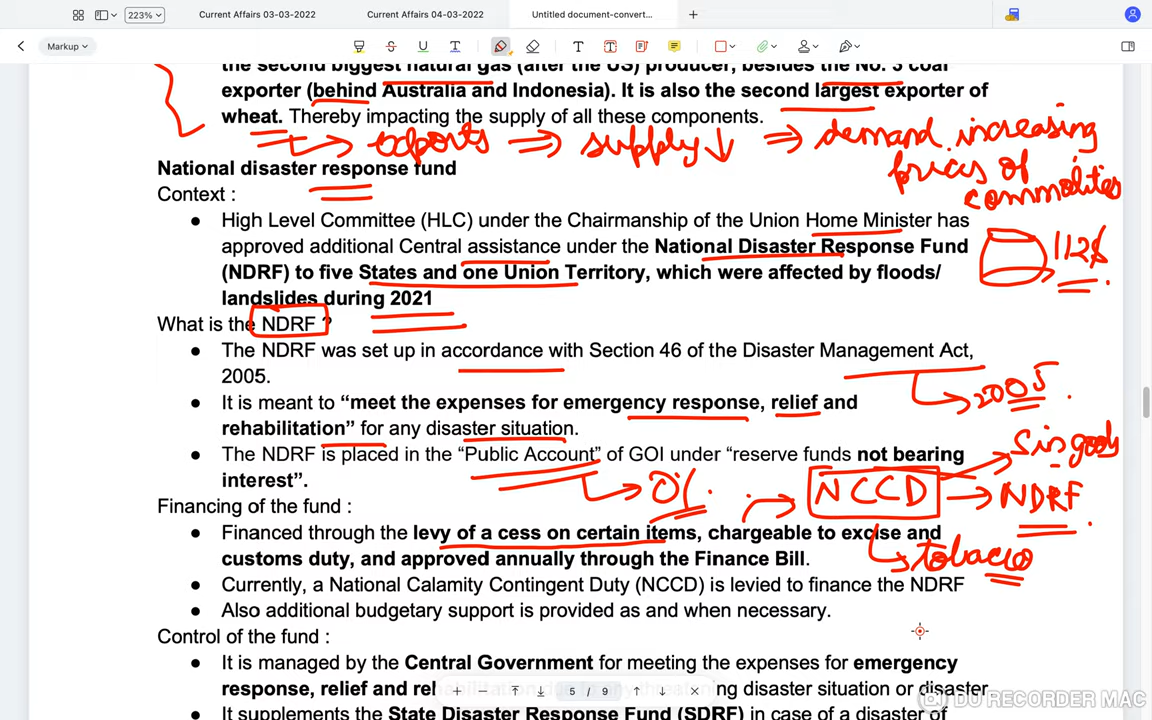 223%
Current Affairs 03-03-2022
Current Affairs 04-03-2022
Untitled document-convert...
Markup
the second biggest natural gas (after the US) producer, besides the No. 3 coal
exporter (behind Australia and Indonesia). It is also the second largest exporter of
wheat. Thereby impacting the supply of all these components.
exports ⇒ supply↓ ⇒ demand increasing
prices of
commodities
National disaster response fund
Context :
High Level Committee (HLC) under the Chairmanship of the Union Home Minister has
approved additional Central assistance under the National Disaster Response Fund
112$
(NDRF) to five States and one Union Territory, which were affected by floods/
landslides during 2021
What is the NDRF ?
The NDRF was set up in accordance with Section 46 of the Disaster Management Act,
2005.
2005
It is meant to “meet the expenses for emergency response, relief and
rehabilitation” for any disaster situation.
Sin goods
The NDRF is placed in the “Public Account” of GOI under “reserve funds not bearing
interest”.
0%
NCCD → NDRF
Financing of the fund :
Financed through the levy of a cess on certain items, chargeable to excise and
customs duty, and approved annually through the Finance Bill.
tobacco
Currently, a National Calamity Contingent Duty (NCCD) is levied to finance the NDRF
Also additional budgetary support is provided as and when necessary.
Control of the fund :
It is managed by the Central Government for meeting the expenses for emergency
response, relief and
5 / 9
ng disaster situation or disaster
It supplements the State Disaster Response Fund (SDRF) in case of a disaster of
DU RECORDER MAC